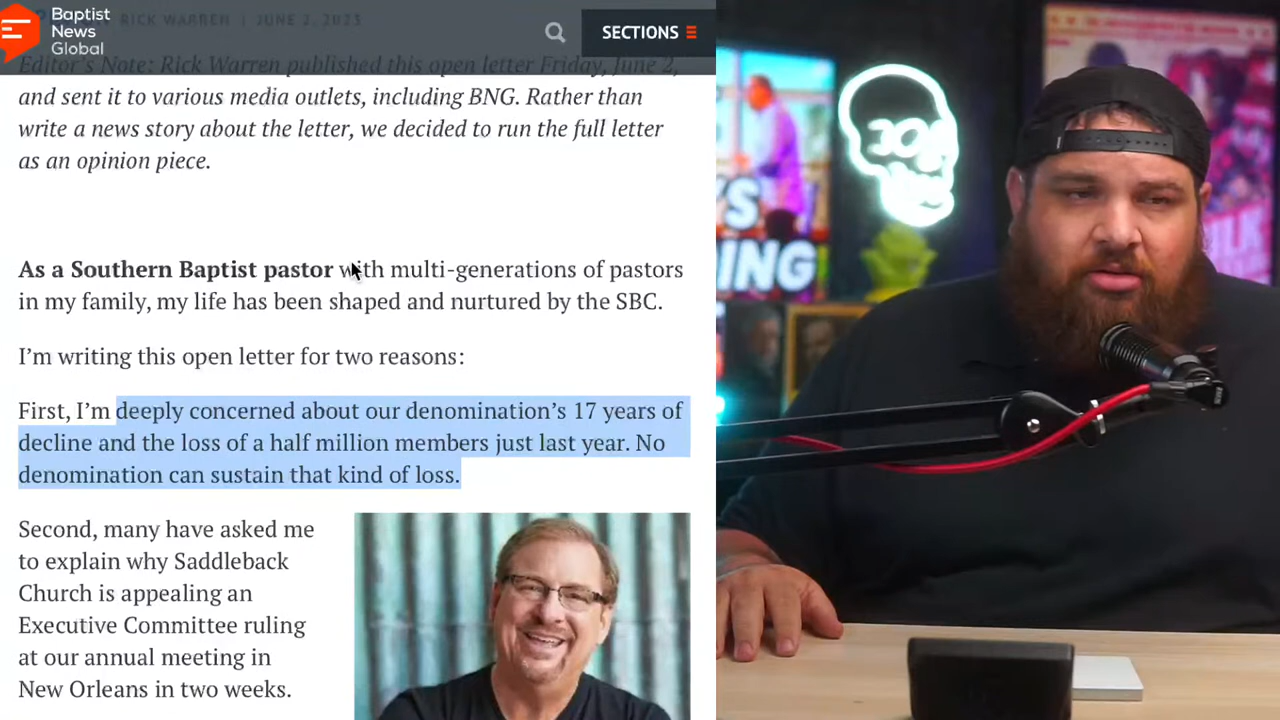 Baptist
News
Global
RICK WARREN | JUNE 2, 2023
SECTIONS
Editor's Note: Rick Warren published this open letter Friday, June 2,
and sent it to various media outlets, including BNG. Rather than
write a news story about the letter, we decided to run the full letter
as an opinion piece.
As a Southern Baptist pastor with multi-generations of pastors
in my family, my life has been shaped and nurtured by the SBC.
I'm writing this open letter for two reasons:
First, I'm deeply concerned about our denomination's 17 years of
decline and the loss of a half million members just last year. No
denomination can sustain that kind of loss.
Second, many have asked me
to explain why Saddleback
Church is appealing an
Executive Committee ruling
at our annual meeting in
New Orleans in two weeks.